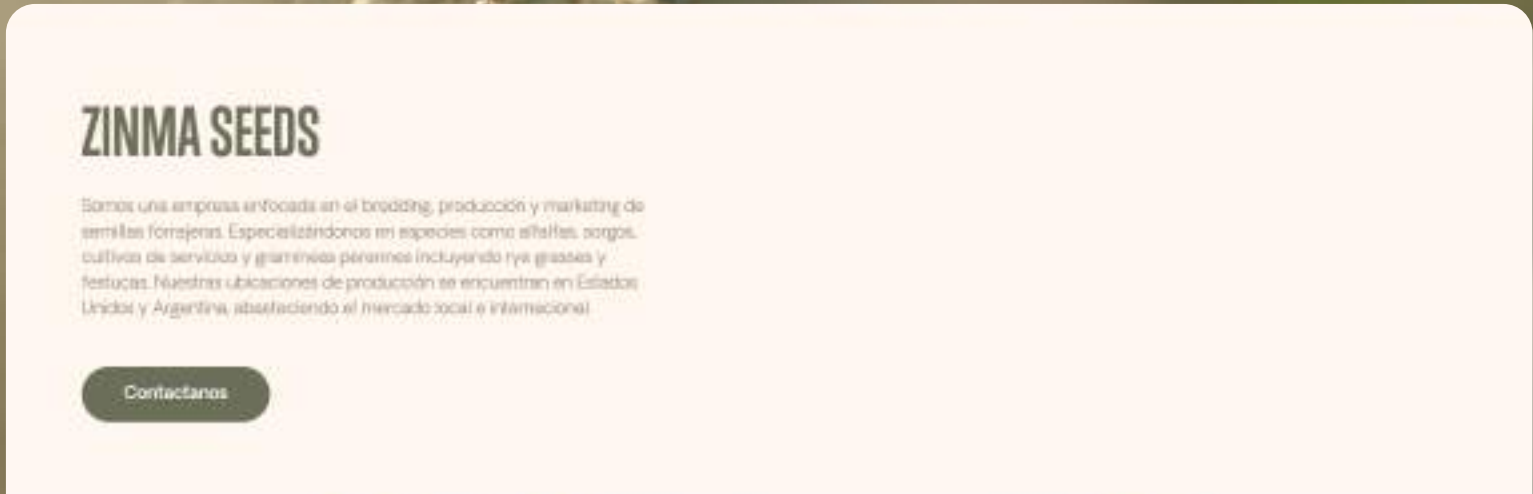 ZINMA SEEDS
Somos una empresa enfocada en el breeding, producción y marketing de
semillas forrajeras. Especializándonos en especies como alfalfas, sorgos,
cultivos de servicios y gramíneas perennes incluyendo rye grasses y
festucas. Nuestras ubicaciones de producción se encuentran en Estados
Unidos y Argentina, abasteciendo el mercado local e internacional
Contactanos